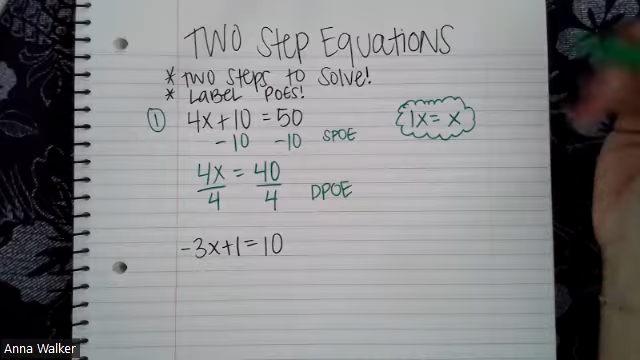 TWO Step Equations
* TWO STEPS TO SOLVE!
* LABEL POES!
① 4x+10 = 50
1x = x
-10 -10 SPOE
4x = 40
4 4 DPOE
-3x+1 = 10
Anna Walker